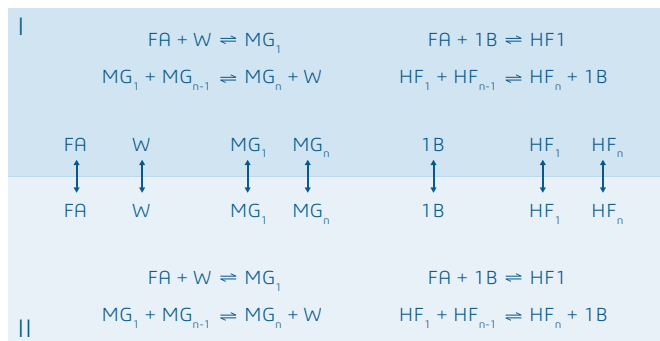 I
FA + W ⇌ MG₁ FA + 1B ⇌ HF1
MG₁ + MGₙ₋₁ ⇌ MGₙ + W HF₁ + HFₙ₋₁ ⇌ HFₙ + 1B
FA W MG₁ MGₙ 1B HF₁ HFₙ
FA W MG₁ MGₙ 1B HF₁ HFₙ
FA + W ⇌ MG₁ FA + 1B ⇌ HF1
MG₁ + MGₙ₋₁ ⇌ MGₙ + W HF₁ + HFₙ₋₁ ⇌ HFₙ + 1B
II